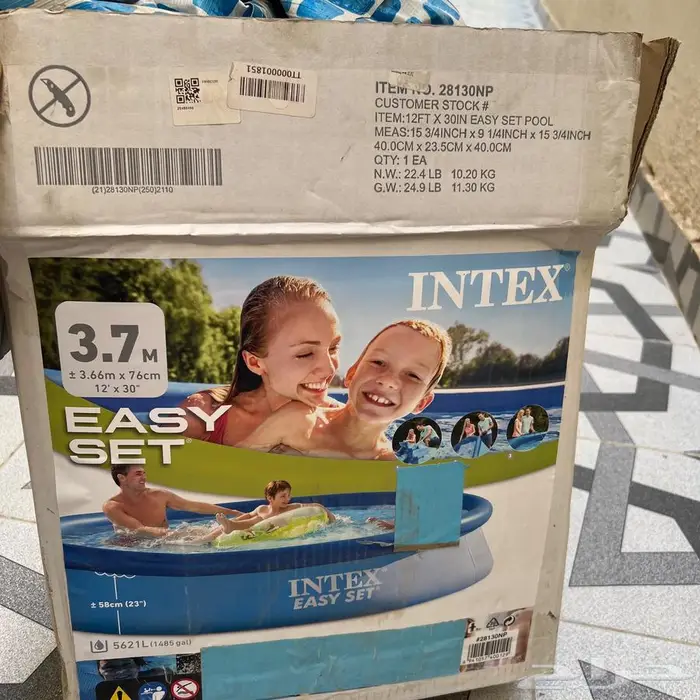 TT000001851
ITEM NO. 28130NP
CUSTOMER STOCK #
ITEM:12FT X 30IN EASY SET POOL
MEAS:15 3/4INCH x 9 1/4INCH x 15 3/4INCH
40.0CM x 23.5CM x 40.0CM
QTY: 1 EA
N.W.: 22.4 LB 10.20 KG
G.W.: 24.9 LB 11.30 KG
(21)28130NP(250)2110
INTEX®
3.7 M
± 3.66m x 76cm
12' x 30"
EASY
SET®
INTEX®
EASY SET®
± 58cm (23")
5621L (1485 gal)
#28130NP